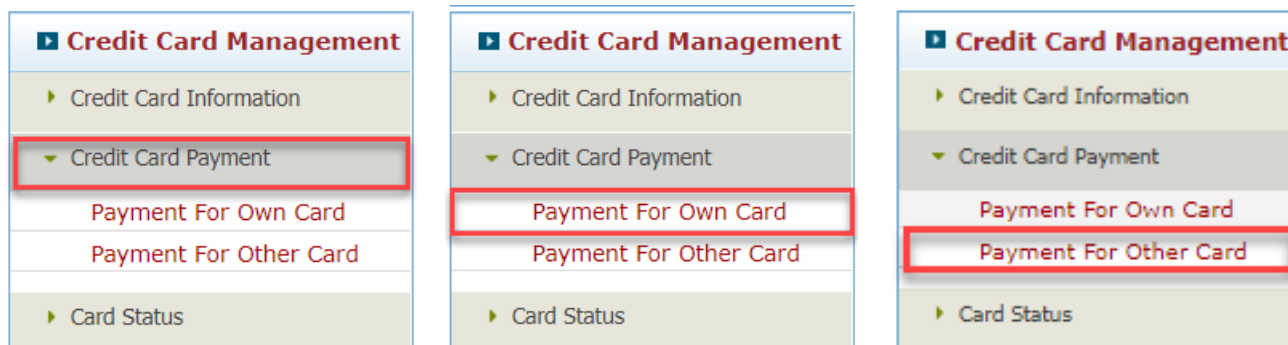 Credit Card Management
Credit Card Information
Credit Card Payment
Payment For Own Card
Payment For Other Card
Card Status
Credit Card Management
Credit Card Information
Credit Card Payment
Payment For Own Card
Payment For Other Card
Card Status
Credit Card Management
Credit Card Information
Credit Card Payment
Payment For Own Card
Payment For Other Card
Card Status